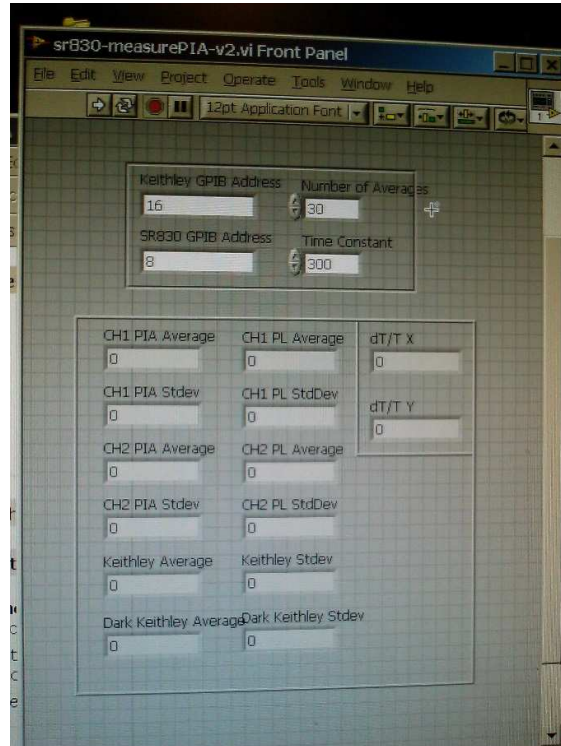 sr830-measurePIA-v2.vi Front Panel
File Edit View Project Operate Tools Window Help
12pt Application Font
1
Keithley GPIB Address Number of Averages
16 30
SR830 GPIB Address Time Constant
8 300
CH1 PIA Average CH1 PL Average dT/T X
0 0 0
CH1 PIA Stdev CH1 PL StdDev
0 0
dT/T Y
0
CH2 PIA Average CH2 PL Average
0 0
CH2 PIA Stdev CH2 PL StdDev
0 0
Keithley Average Keithley Stdev
0 0
Dark Keithley Average Dark Keithley Stdev
0 0